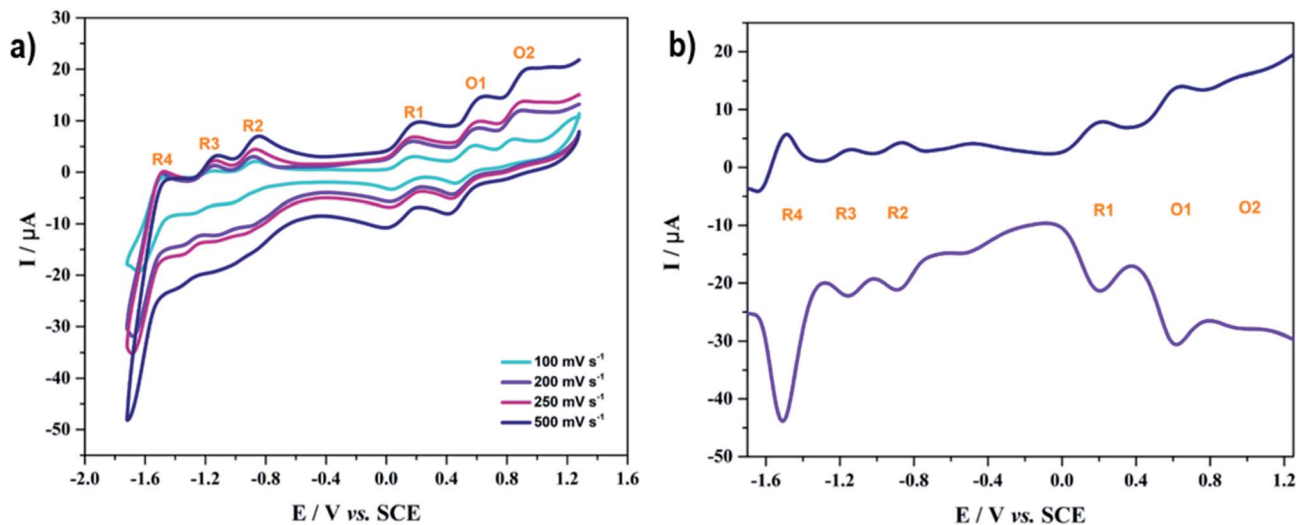 a)
30
20
10
0
-10
-20
-30
-40
-50
I / µA
R4
R3
R2
R1
O1
O2
100 mV s⁻¹
200 mV s⁻¹
250 mV s⁻¹
500 mV s⁻¹
-2.0 -1.6 -1.2 -0.8 -0.4 0.0 0.4 0.8 1.2 1.6
E / V vs. SCE
b)
20
10
0
-10
-20
-30
-40
-50
I / µA
R4 R3 R2 R1 O1 O2
-1.6 -1.2 -0.8 -0.4 0.0 0.4 0.8 1.2
E / V vs. SCE